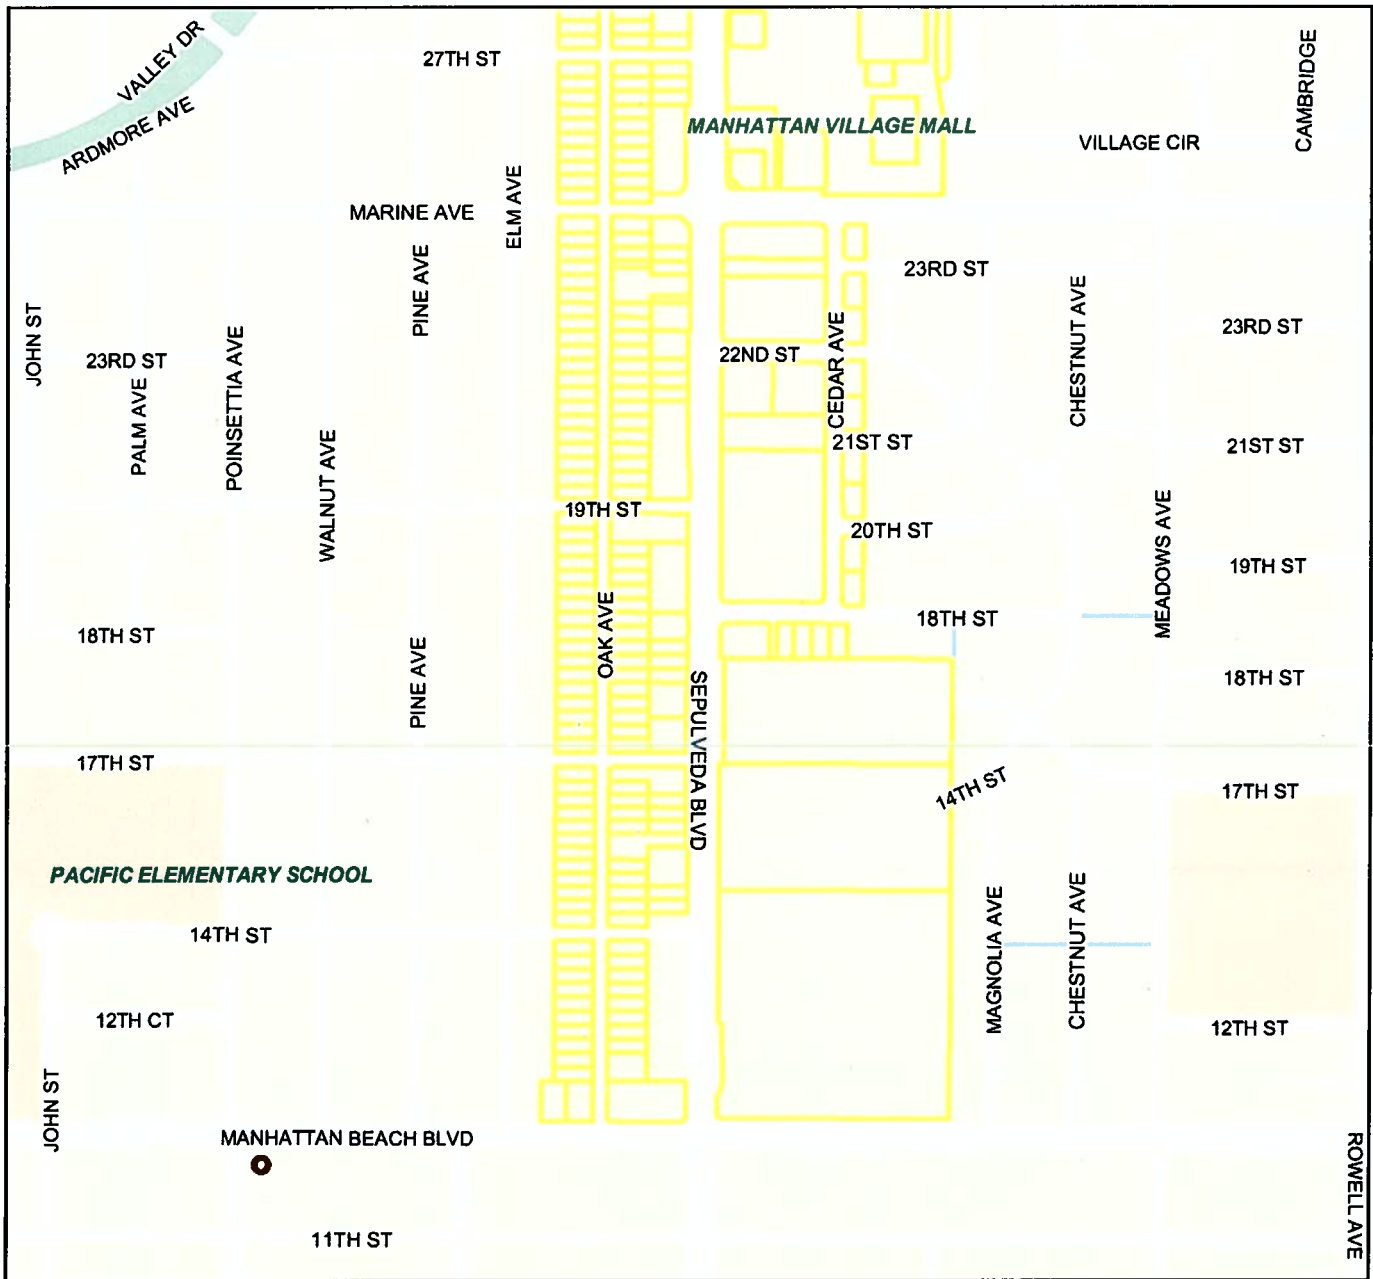 VALLEY DR
27TH ST
CAMBRIDGE
ARDMORE AVE
MANHATTAN VILLAGE MALL
VILLAGE CIR
ELM AVE
MARINE AVE
PINE AVE
23RD ST
CHESTNUT AVE
JOHN ST
23RD ST
POINSETTIA AVE
23RD ST
22ND ST
CEDAR AVE
PALM AVE
WALNUT AVE
21ST ST
21ST ST
19TH ST
20TH ST
MEADOWS AVE
19TH ST
OAK AVE
18TH ST
18TH ST
PINE AVE
18TH ST
SEPULVEDA BLVD
17TH ST
14TH ST
17TH ST
PACIFIC ELEMENTARY SCHOOL
MAGNOLIA AVE
CHESTNUT AVE
14TH ST
12TH CT
12TH ST
JOHN ST
MANHATTAN BEACH BLVD
ROWELL AVE
11TH ST